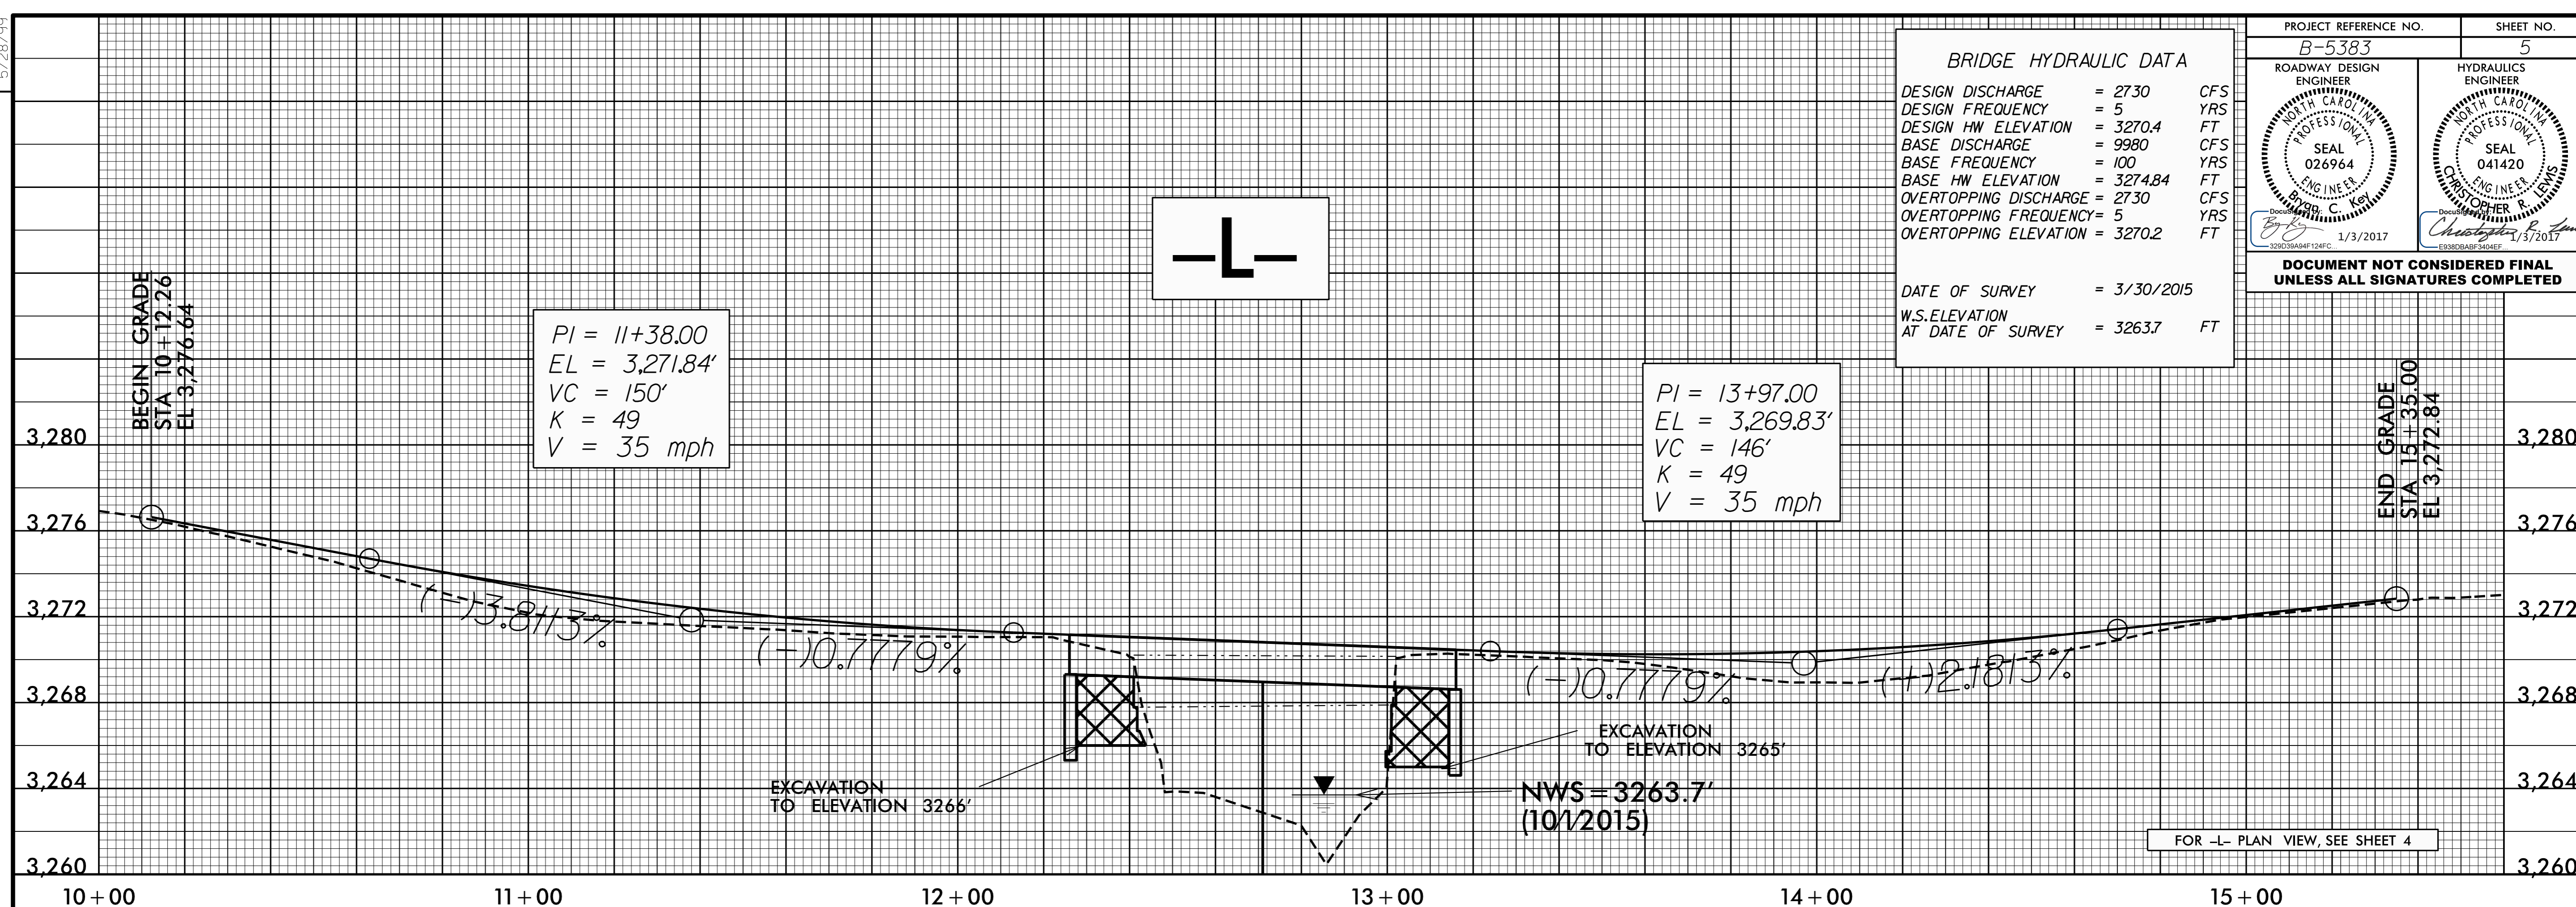 5/28/99
BRIDGE HYDRAULIC DATA
DESIGN DISCHARGE = 2730 CFS
DESIGN FREQUENCY = 5 YRS
DESIGN HW ELEVATION = 3270.4 FT
BASE DISCHARGE = 9980 CFS
BASE FREQUENCY = 100 YRS
BASE HW ELEVATION = 3274.84 FT
OVERTOPPING DISCHARGE = 2730 CFS
OVERTOPPING FREQUENCY = 5 YRS
OVERTOPPING ELEVATION = 3270.2 FT
DATE OF SURVEY = 3/30/2015
W.S.ELEVATION
AT DATE OF SURVEY = 3263.7 FT
PROJECT REFERENCE NO.
SHEET NO.
B-5383
5
ROADWAY DESIGN
ENGINEER
NORTH CAROLINA
PROFESSIONAL
SEAL
026964
ENGINEER
Bryan C. Key
DocuSigned by:
1/3/2017
329D39A94F124FC...
HYDRAULICS
ENGINEER
NORTH CAROLINA
PROFESSIONAL
SEAL
041420
ENGINEER
CHRISTOPHER R. LEWIS
DocuSigned by:
Christopher R. Lewis
1/3/2017
E938DBABF3404EF...
DOCUMENT NOT CONSIDERED FINAL
UNLESS ALL SIGNATURES COMPLETED
–L–
BEGIN GRADE
STA 10+12.26
EL 3,276.64
PI = 11+38.00
EL = 3,271.84'
VC = 150'
K = 49
V = 35 mph
PI = 13+97.00
EL = 3,269.83'
VC = 146'
K = 49
V = 35 mph
END GRADE
STA 15+35.00
EL 3,272.84
3,280
3,280
3,276
3,276
3,272
3,272
(-)3.8113%
(-)0.7779%
(-)0.7779%
(+)2.1813%
3,268
3,268
EXCAVATION
TO ELEVATION 3265'
3,264
3,264
EXCAVATION
TO ELEVATION 3266'
NWS = 3263.7'
(10/1/2015)
FOR –L– PLAN VIEW, SEE SHEET 4
3,260
3,260
10+00 11+00 12+00 13+00 14+00 15+00